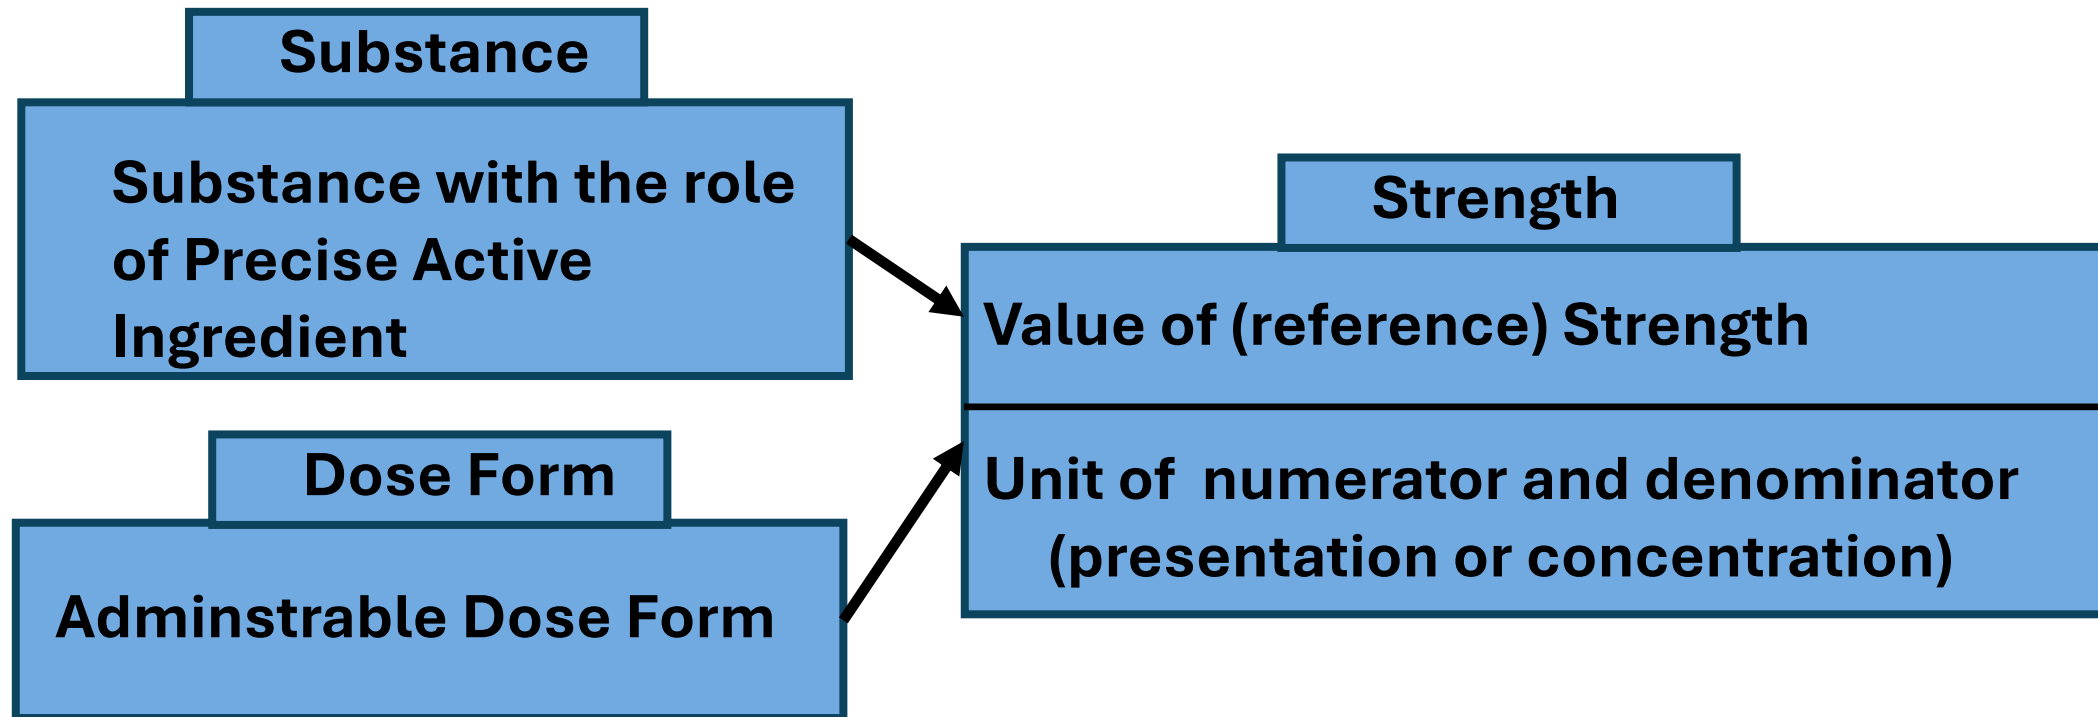 Substance
Substance with the role
of Precise Active
Ingredient
Dose Form
Adminstrable Dose Form
Strength
Value of (reference) Strength
Unit of  numerator and denominator
(presentation or concentration)